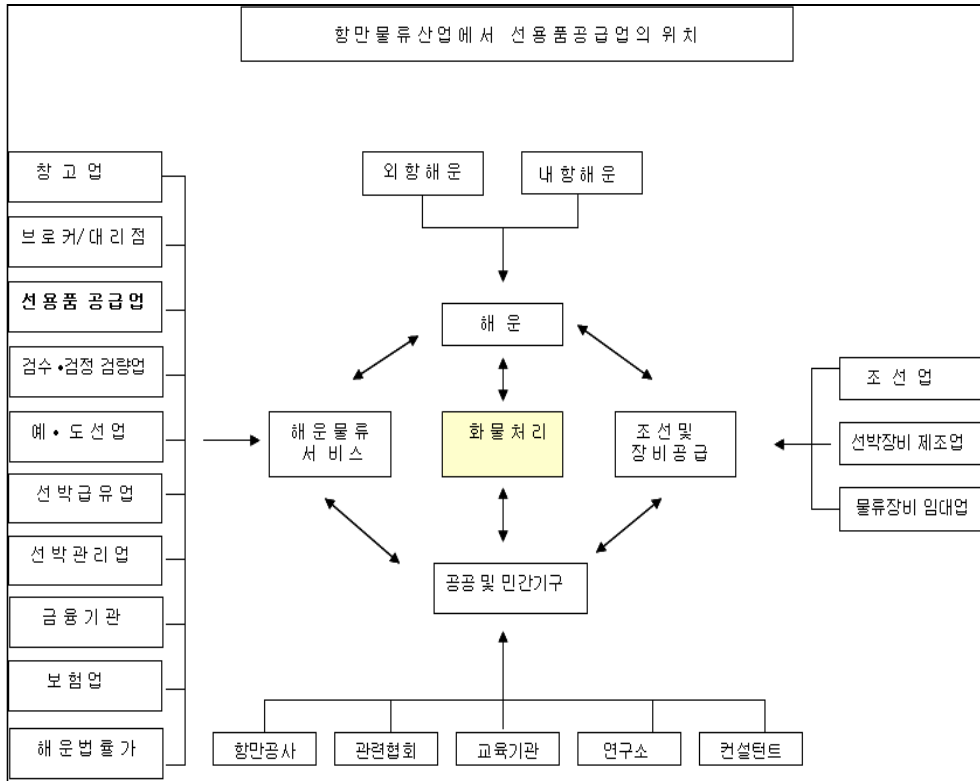 항만물류산업에서 선용품공급업의 위치
창고업
브로커/대리점
선용품 공급업
검수•검정 검량업
예•도선업
선박급유업
선박관리업
금융기관
보험업
해운법률가
외항해운
내항해운
해운
해운물류
서비스
화물처리
조선및
장비공급
조선업
선박장비 제조업
물류장비 임대업
공공및 민간기구
항만공사
관련협회
교육기관
연구소
컨설턴트